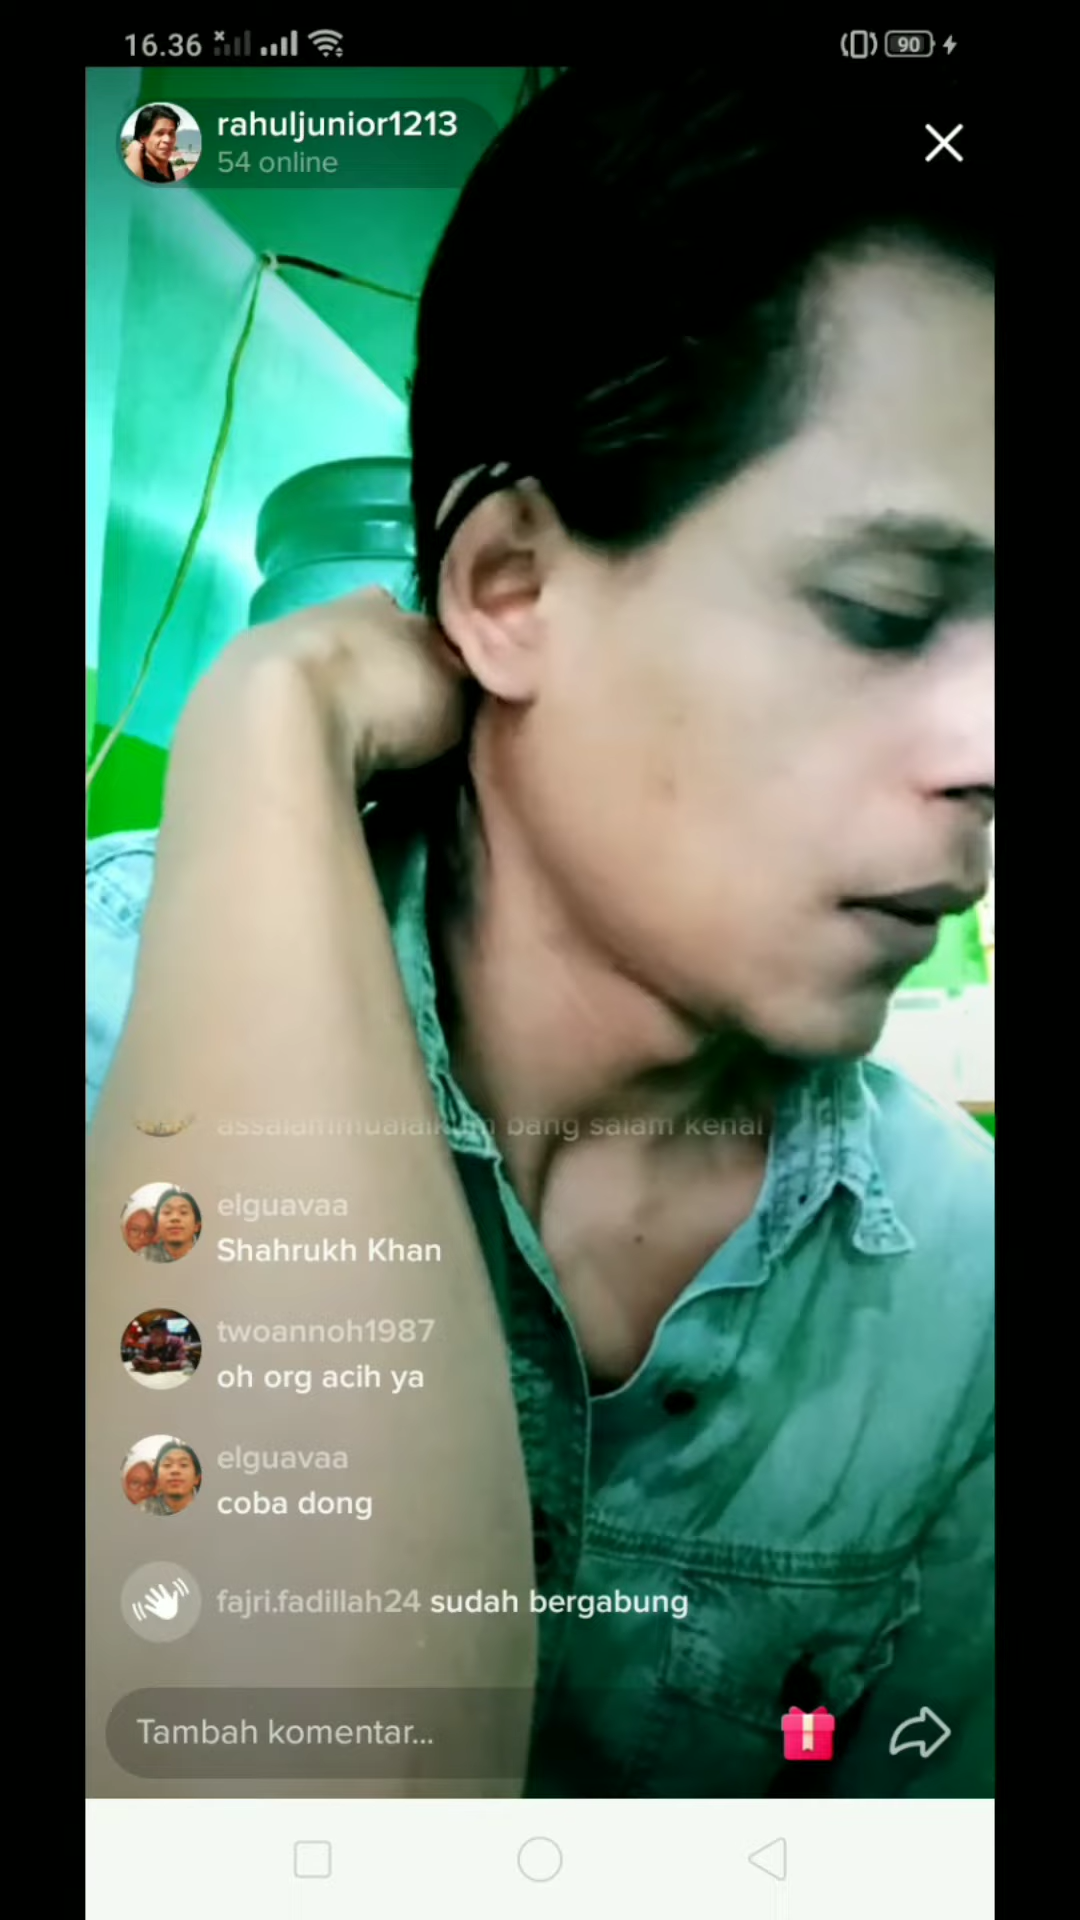 16.36
90
rahuljunior1213
54 online
assalammualaikum bang salam kenal
elguavaa
Shahrukh Khan
twoannoh1987
oh org acih ya
elguavaa
coba dong
fajri.fadillah24 sudah bergabung
Tambah komentar...